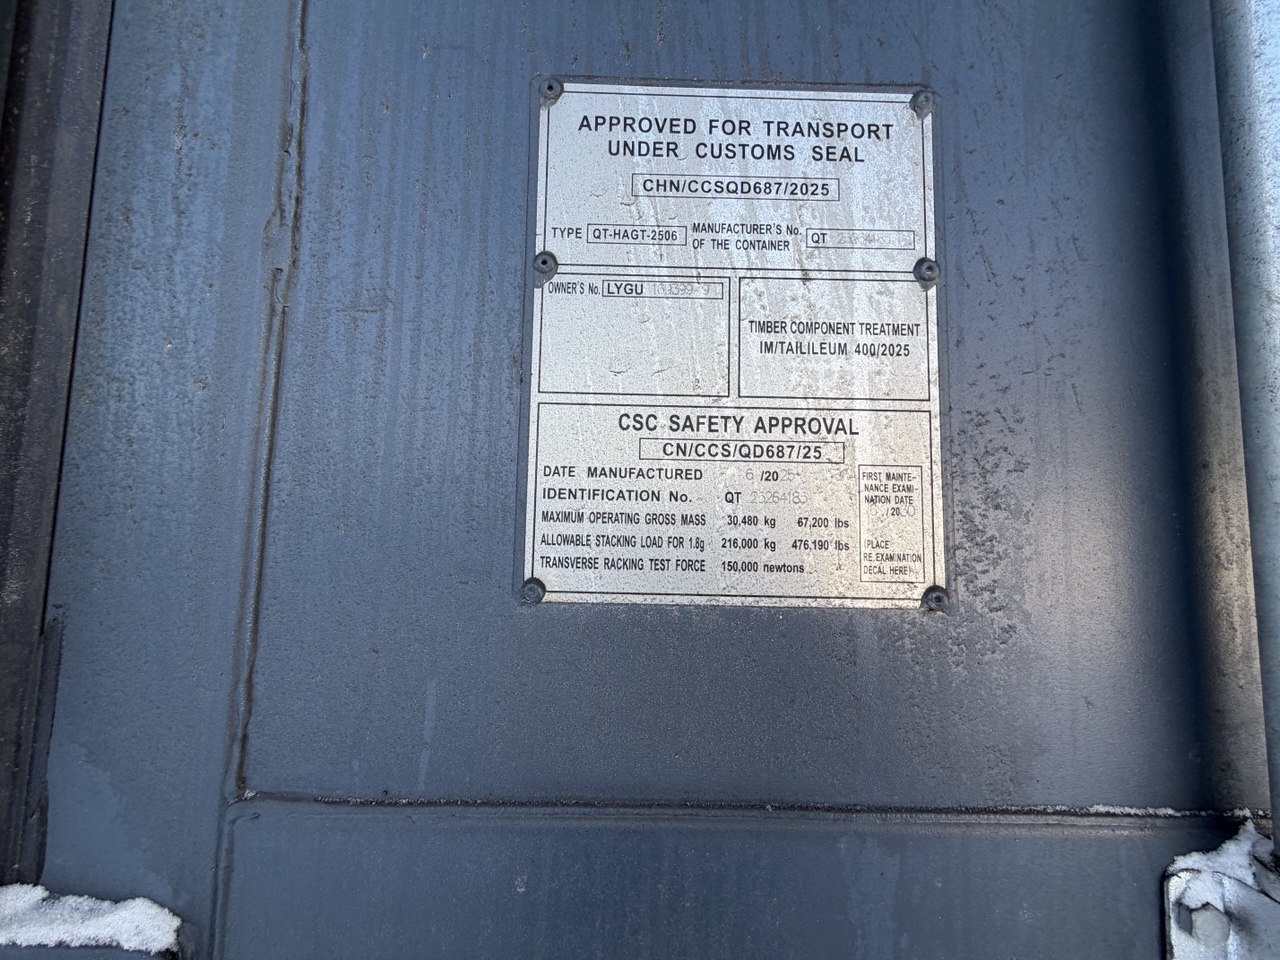 APPROVED FOR TRANSPORT
UNDER CUSTOMS SEAL
CHN/CCSQD687/2025
TYPE QT-HAGT-2506 MANUFACTURER'S No. OF THE CONTAINER QT
OWNER'S No. LYGU
TIMBER COMPONENT TREATMENT
IM/TAILILEUM 400/2025
CSC SAFETY APPROVAL
CN/CCS/QD687/25
DATE MANUFACTURED 6 /2025
IDENTIFICATION No. QT
MAXIMUM OPERATING GROSS MASS 30,480 kg 67,200 lbs
ALLOWABLE STACKING LOAD FOR 1.8g 216,000 kg 476,190 lbs
TRANSVERSE RACKING TEST FORCE 150,000 newtons
FIRST MAINTE-
NANCE EXAMI-
NATION DATE
/2030
(PLACE
RE.EXAMINATION
DECAL HERE)